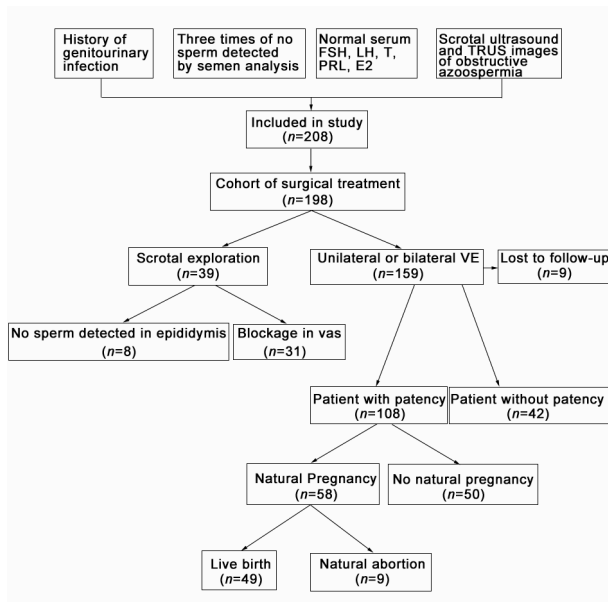 History of
genitourinary
infection
Three times of no
sperm detected
by semen analysis
Normal serum
FSH, LH, T,
PRL, E2
Scrotal ultrasound
and TRUS images
of obstructive
azoospermia
Included in study
(n=208)
Cohort of surgical treatment
(n=198)
Scrotal exploration
(n=39)
Unilateral or bilateral VE
(n=159)
Lost to follow-up
(n=9)
No sperm detected in epididymis
(n=8)
Blockage in vas
(n=31)
Patient with patency
(n=108)
Patient without patency
(n=42)
Natural Pregnancy
(n=58)
No natural pregnancy
(n=50)
Live birth
(n=49)
Natural abortion
(n=9)